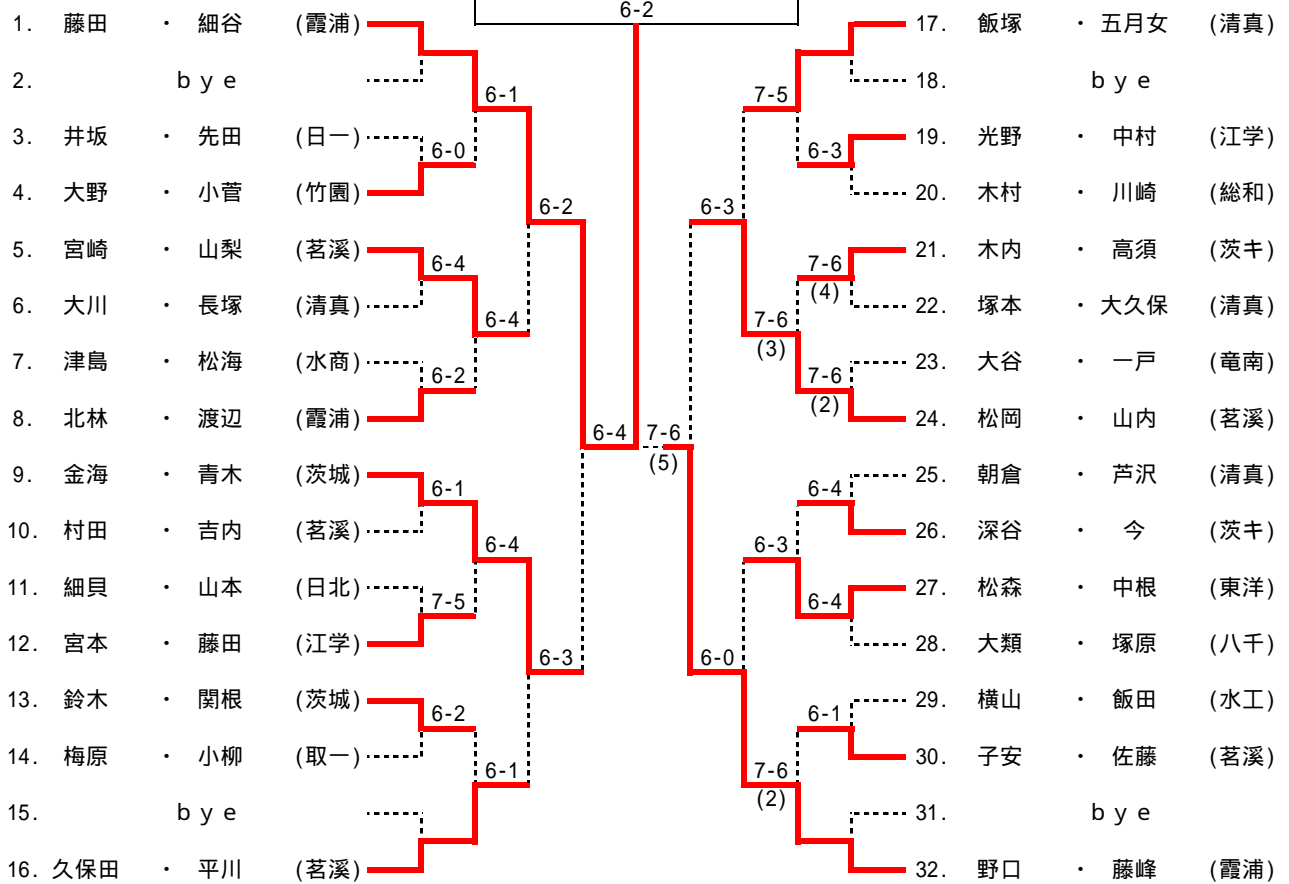 6-2
1. 藤田 ・ 細谷 (霞浦)
2. bye
6-1
3. 井坂 ・ 先田 (日一)
6-0
4. 大野 ・ 小菅 (竹園)
6-2
5. 宮崎 ・ 山梨 (茗溪)
6-4
6. 大川 ・ 長塚 (清真)
6-4
7. 津島 ・ 松海 (水商)
6-2
8. 北林 ・ 渡辺 (霞浦)
6-4
9. 金海 ・ 青木 (茨城)
6-1
10. 村田 ・ 吉内 (茗溪)
6-4
11. 細貝 ・ 山本 (日北)
7-5
12. 宮本 ・ 藤田 (江学)
6-3
13. 鈴木 ・ 関根 (茨城)
6-2
14. 梅原 ・ 小柳 (取一)
6-1
15. bye
16. 久保田 ・ 平川 (茗溪)
17. 飯塚 ・ 五月女 (清真)
18. bye
7-5
19. 光野 ・ 中村 (江学)
6-3
20. 木村 ・ 川崎 (総和)
6-3
21. 木内 ・ 高須 (茨キ)
7-6
(4)
22. 塚本 ・ 大久保 (清真)
7-6
(3)
23. 大谷 ・ 一戸 (竜南)
7-6
(2)
24. 松岡 ・ 山内 (茗溪)
7-6
(5)
25. 朝倉 ・ 芦沢 (清真)
6-4
26. 深谷 ・ 今 (茨キ)
6-3
27. 松森 ・ 中根 (東洋)
6-4
28. 大類 ・ 塚原 (八千)
6-0
29. 横山 ・ 飯田 (水工)
6-1
30. 子安 ・ 佐藤 (茗溪)
7-6
(2)
31. bye
32. 野口 ・ 藤峰 (霞浦)